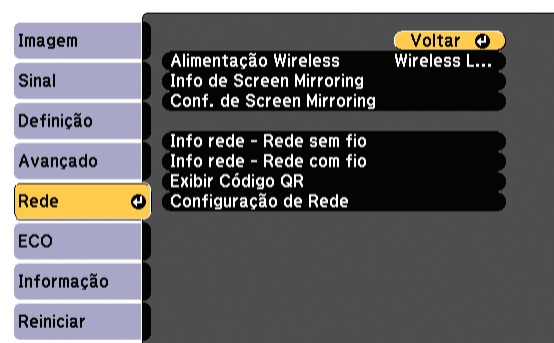 Imagem
Sinal
Definição
Avançado
Rede
ECO
Informação
Reiniciar
Voltar
Alimentação Wireless Wireless L...
Info de Screen Mirroring
Conf. de Screen Mirroring
Info rede - Rede sem fio
Info rede - Rede com fio
Exibir Código QR
Configuração de Rede